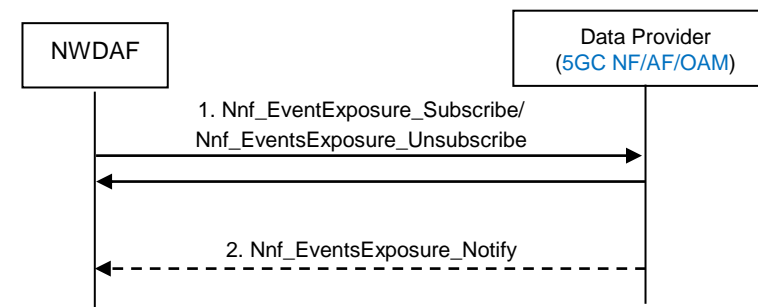 NWDAF
Data Provider
(5GC NF/AF/OAM)
1. Nnf_EventExposure_Subscribe/
Nnf_EventsExposure_Unsubscribe
2. Nnf_EventsExposure_Notify